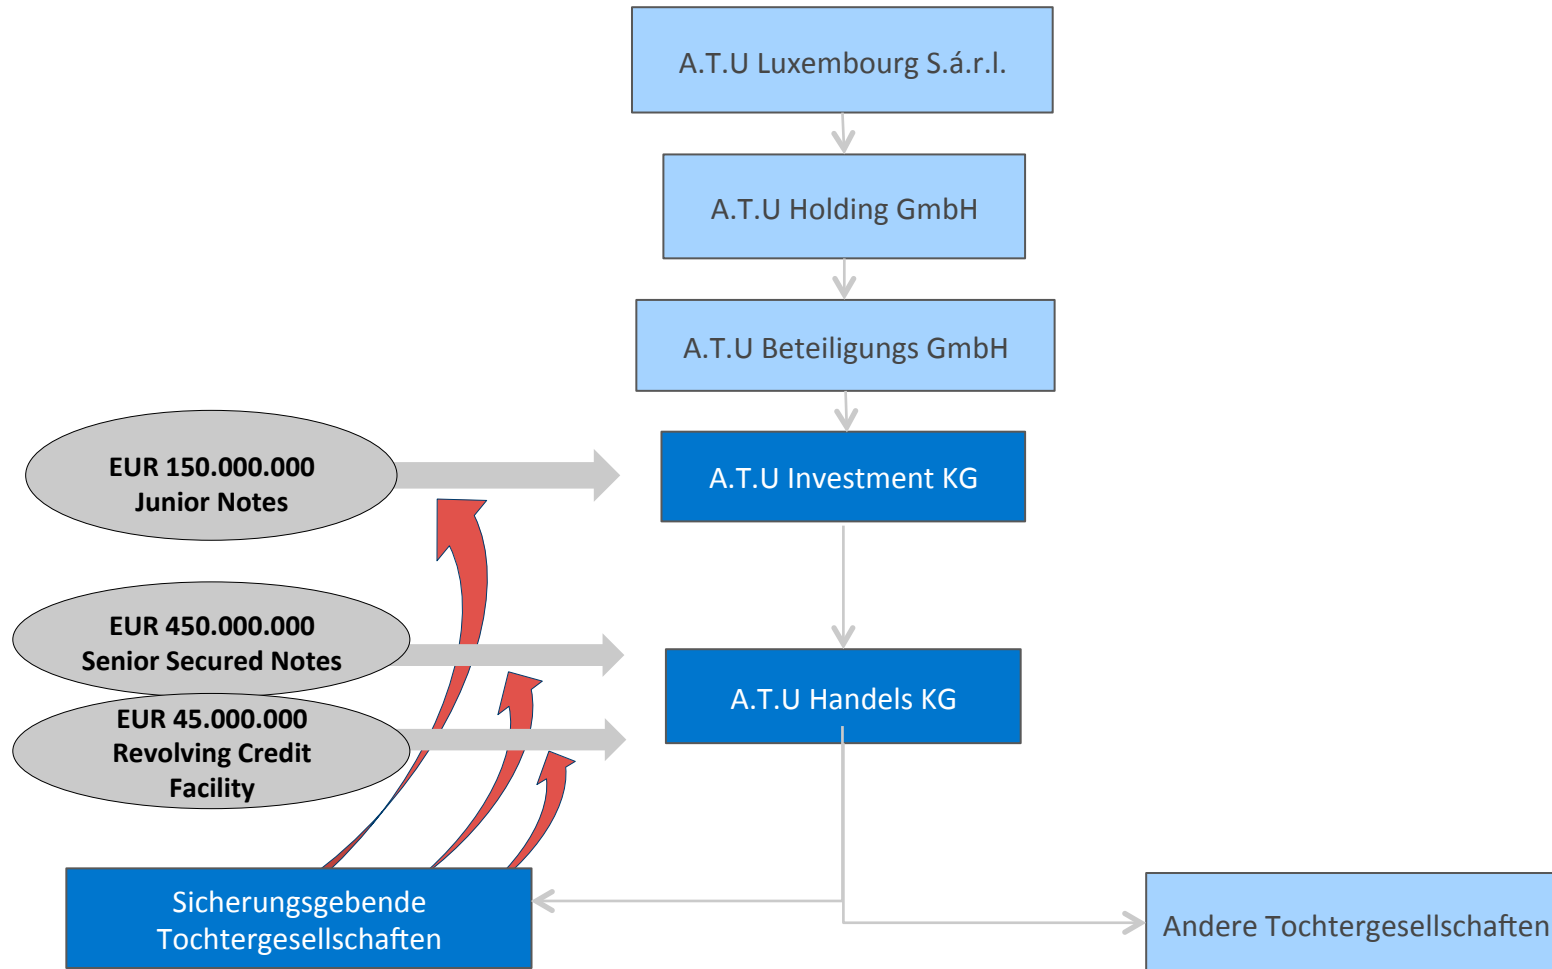 A.T.U Luxembourg S.á.r.l.
A.T.U Holding GmbH
A.T.U Beteiligungs GmbH
EUR 150.000.000
Junior Notes
A.T.U Investment KG
EUR 450.000.000
Senior Secured Notes
A.T.U Handels KG
EUR 45.000.000
Revolving Credit
Facility
Sicherungsgebende
Tochtergesellschaften
Andere Tochtergesellschaften